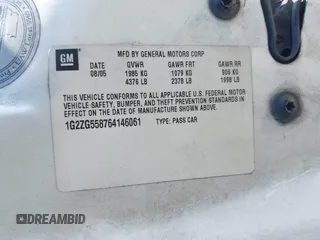 GM
MFD BY GENERAL MOTORS CORP
DATE GVWR GAWR FRT GAWR RR
08/05 1985 KG 1079 KG 906 KG
4376 LB 2378 LB 1998 LB
THIS VEHICLE CONFORMS TO ALL APPLICABLE U.S. FEDERAL MOTOR
VEHICLE SAFETY, BUMPER, AND THEFT PREVENTION STANDARDS IN
EFFECT ON THE DATE OF MANUFACTURE SHOWN ABOVE.
1G2ZG558764146061 TYPE: PASS CAR
DREAMBID